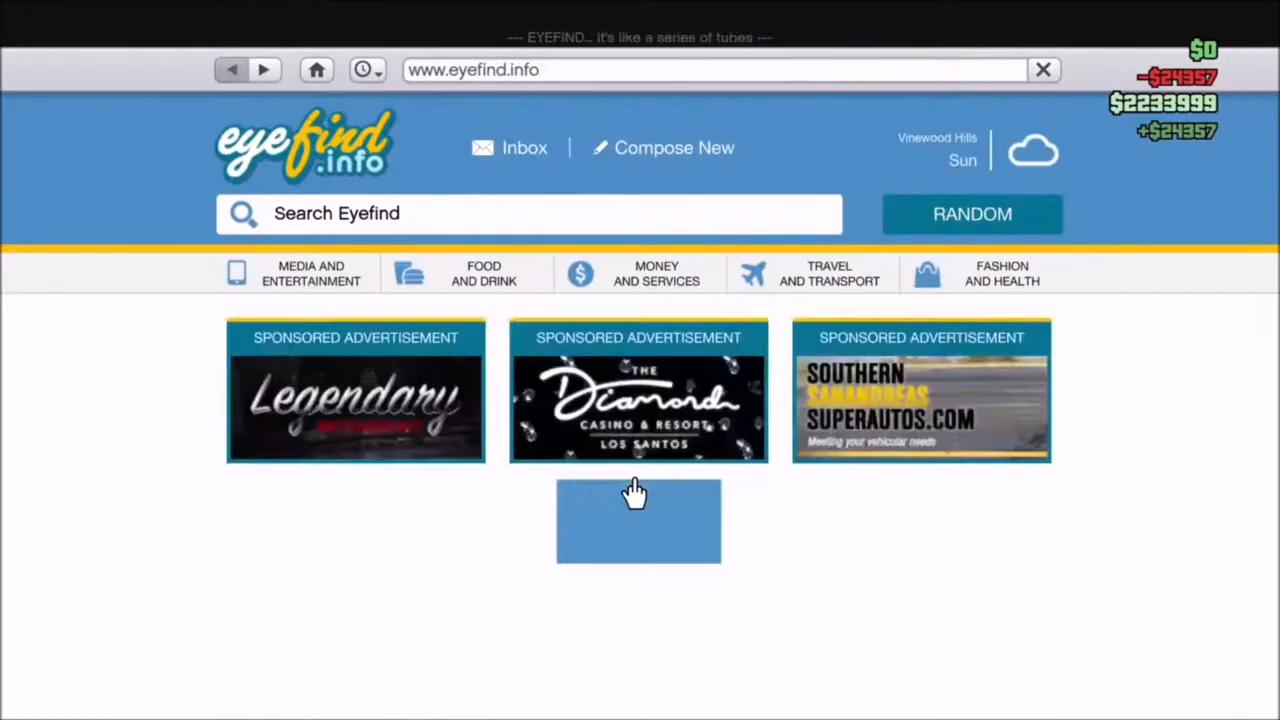 --- EYEFIND... It's like a series of tubes ---
$0
www.eyefind.info
-$24357
$2233999
+$24357
eyefind
.info
Inbox
Compose New
Vinewood Hills
Sun
Search Eyefind
RANDOM
MEDIA AND
ENTERTAINMENT
FOOD
AND DRINK
MONEY
AND SERVICES
TRAVEL
AND TRANSPORT
FASHION
AND HEALTH
SPONSORED ADVERTISEMENT
Legendary
MOTORSPORT
SPONSORED ADVERTISEMENT
THE
Diamond
CASINO & RESORT
LOS SANTOS
SPONSORED ADVERTISEMENT
SOUTHERN
SAN ANDREAS
SUPERAUTOS.COM
Meeting your vehicular needs